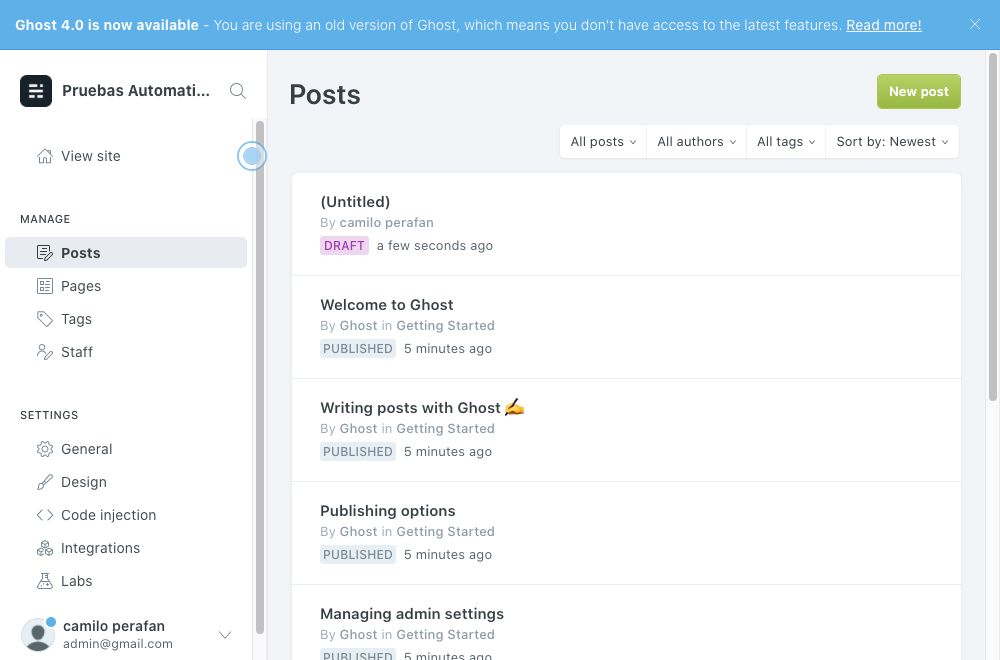 Ghost 4.0 is now available - You are using an old version of Ghost, which means you don't have access to the latest features. Read more!
Pruebas Automati...
View site
MANAGE
Posts
Pages
Tags
Staff
SETTINGS
General
Design
Code injection
Integrations
Labs
camilo perafan
admin@gmail.com
Posts
New post
All posts
All authors
All tags
Sort by: Newest
(Untitled)
By camilo perafan
DRAFT a few seconds ago
Welcome to Ghost
By Ghost in Getting Started
PUBLISHED 5 minutes ago
Writing posts with Ghost ✍️
By Ghost in Getting Started
PUBLISHED 5 minutes ago
Publishing options
By Ghost in Getting Started
PUBLISHED 5 minutes ago
Managing admin settings
By Ghost in Getting Started
PUBLISHED 5 minutes ago